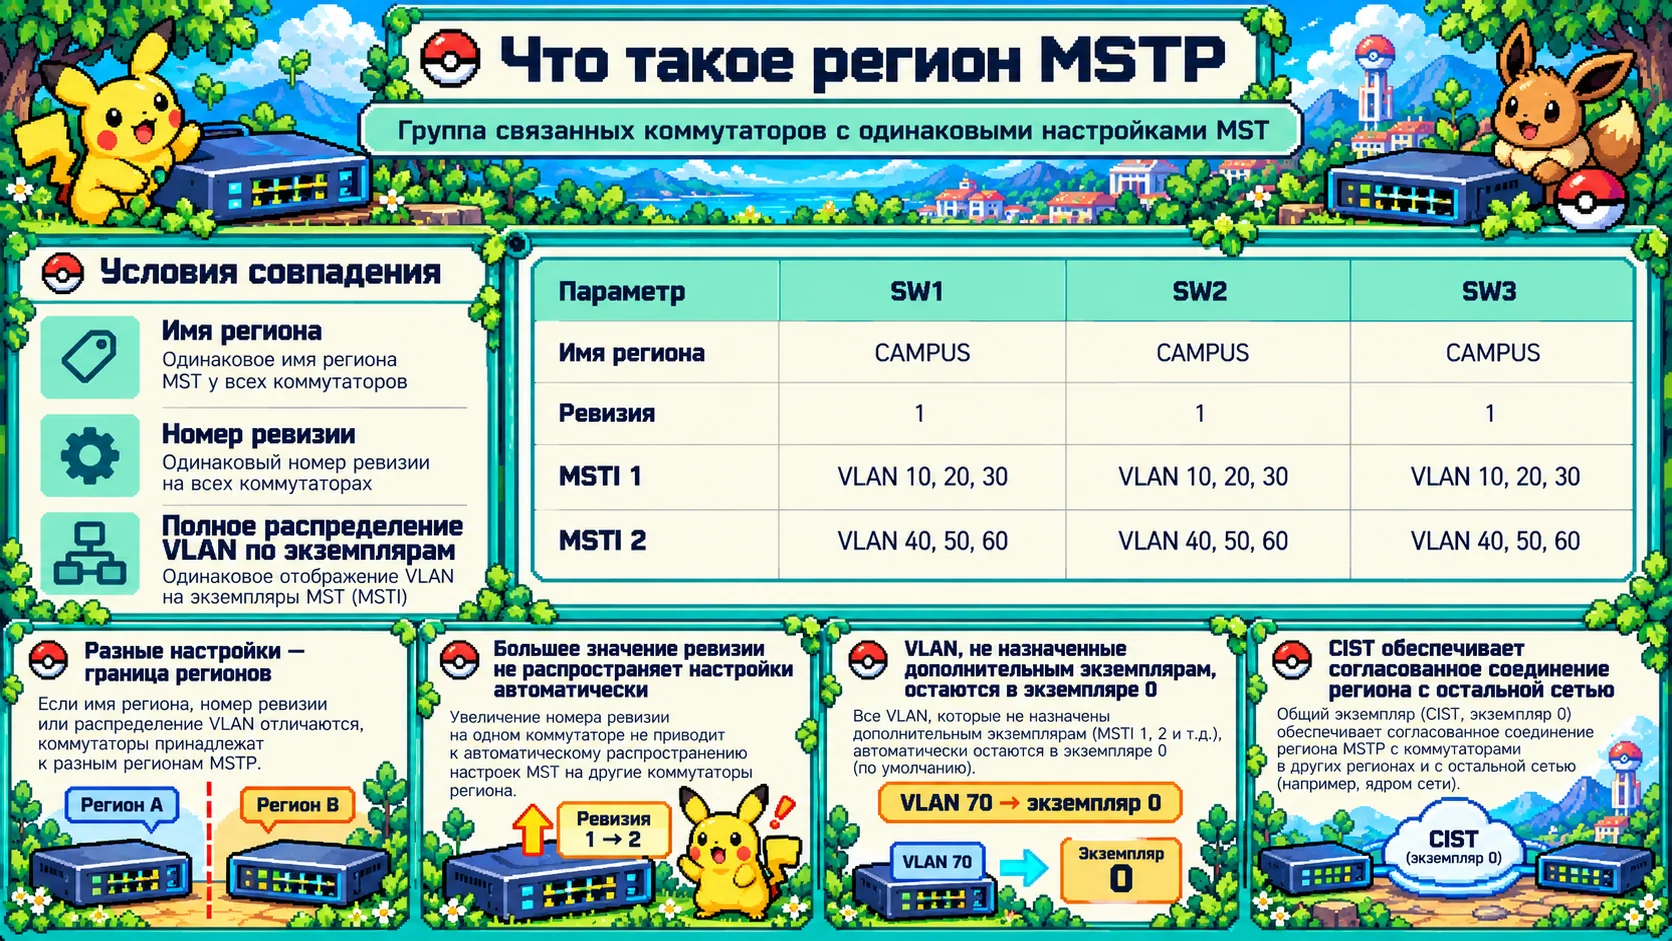 Что такое регион MSTP
Группа связанных коммутаторов с одинаковыми настройками MST
Условия совпадения
Имя региона
Одинаковое имя региона
MST у всех коммутаторов
Номер ревизии
Одинаковый номер ревизии
на всех коммутаторах
Полное распределение
VLAN по экземплярам
Одинаковое отображение VLAN
на экземпляры MST (MSTI)
Параметр SW1 SW2 SW3
Имя региона CAMPUS CAMPUS CAMPUS
Ревизия 1 1 1
MSTI 1 VLAN 10, 20, 30 VLAN 10, 20, 30 VLAN 10, 20, 30
MSTI 2 VLAN 40, 50, 60 VLAN 40, 50, 60 VLAN 40, 50, 60
Разные настройки —
граница регионов
Если имя региона, номер ревизии
или распределение VLAN отличаются,
коммутаторы принадлежат
к разным регионам MSTP.
Регион A
Регион B
Большее значение ревизии
не распространяет настройки
автоматически
Увеличение номера ревизии
на одном коммутаторе не приводит
к автоматическому распространению
настроек MST на другие коммутаторы
региона.
Ревизия
1 → 2
VLAN, не назначенные
дополнительным экземплярам,
остаются в экземпляре 0
Все VLAN, которые не назначены
дополнительным экземплярам (MSTI 1, 2 и т.д.),
автоматически остаются в экземпляре 0
(по умолчанию).
VLAN 70 → экземпляр 0
VLAN 70
Экземпляр
0
CIST обеспечивает
согласованное соединение
региона с остальной сетью
Общий экземпляр (CIST, экземпляр 0)
обеспечивает согласованное соединение
региона MSTP с коммутаторами
в других регионах и с остальной сетью
(например, ядром сети).
CIST
(экземпляр 0)